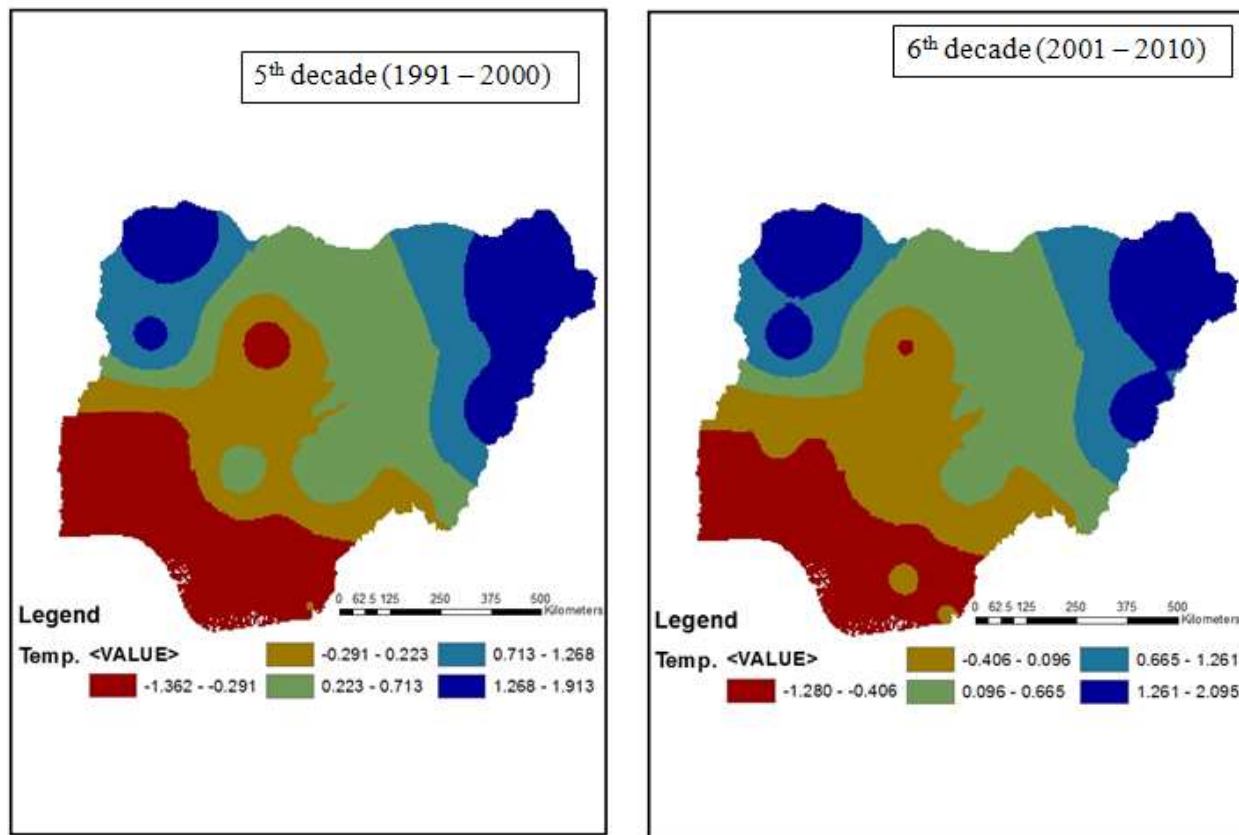 5th decade (1991 – 2000)
0 62 5 125 250 375 500
Kilometers
Legend
Temp. <VALUE>
-1.362 - -0.291
-0.291 - 0.223
0.223 - 0.713
0.713 - 1.268
1.268 - 1.913
6th decade (2001 – 2010)
0 62 5 125 250 375 500
Kilometers
Legend
Temp. <VALUE>
-1.280 - -0.406
-0.406 - 0.096
0.096 - 0.665
0.665 - 1.261
1.261 - 2.095